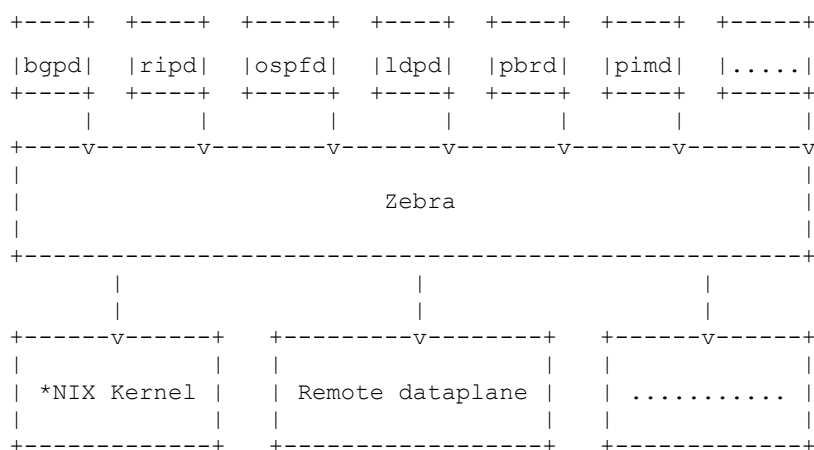 bgpd ripd ospfd ldpd pbrd pimd .....
Zebra
*NIX Kernel Remote dataplane ...........